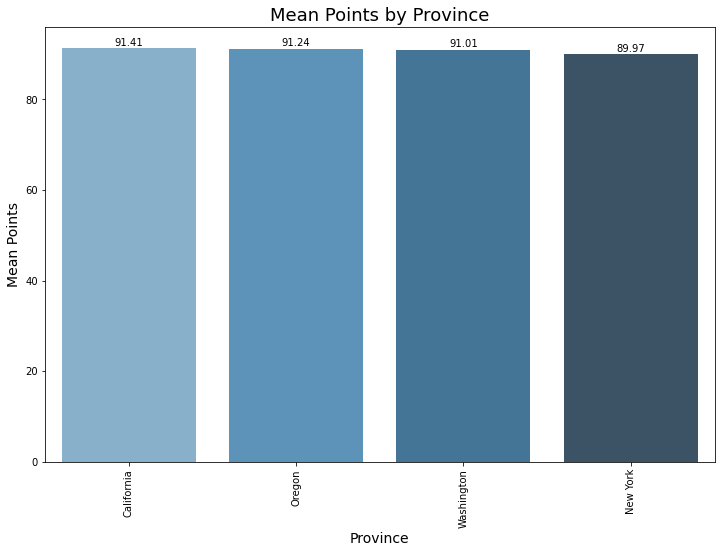 Mean Points by Province
91.41
91.24
91.01
89.97
80
60
40
20
0
Mean Points
California
Oregon
Washington
New York
Province